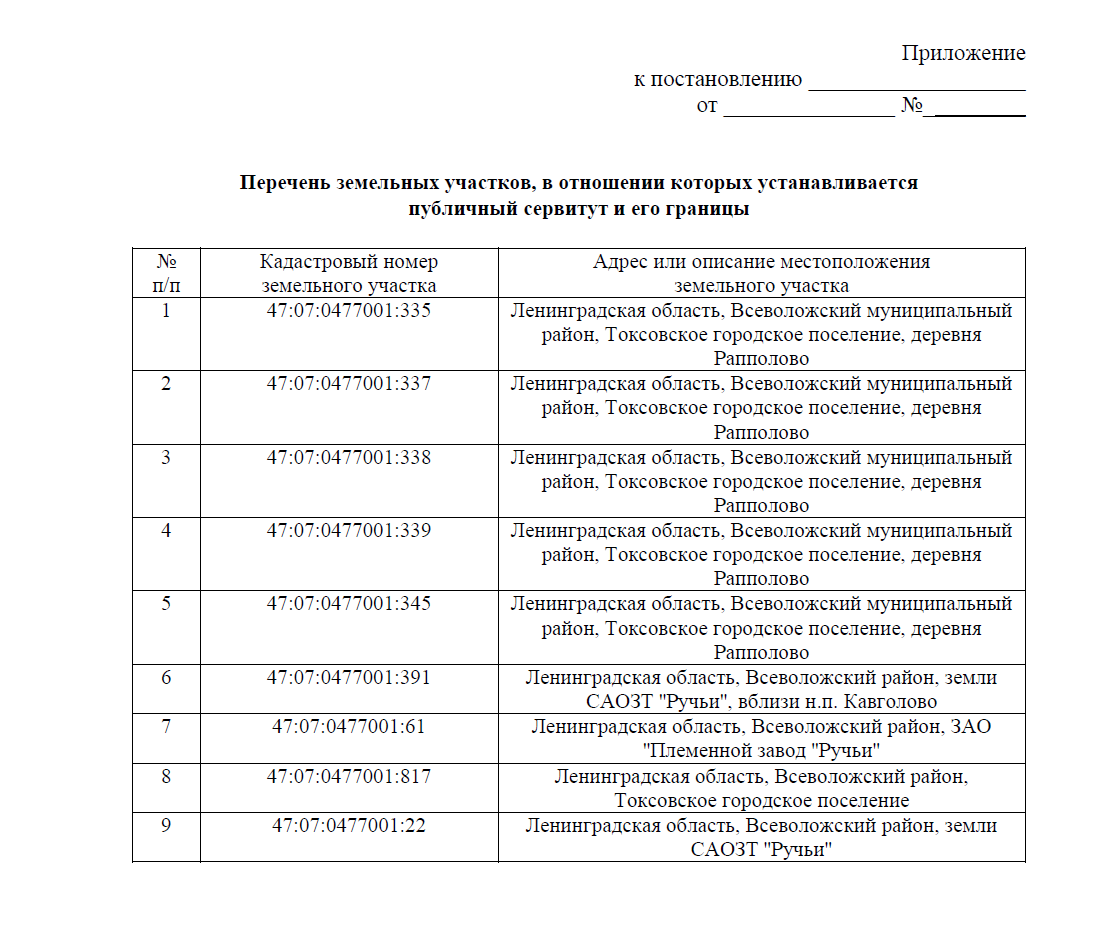 Приложение
к постановлению ____________________
от ________________ №_ ________
Перечень земельных участков, в отношении которых устанавливается
публичный сервитут и его границы
№
п/п
Кадастровый номер
земельного участка
Адрес или описание местоположения
земельного участка
1
47:07:0477001:335
Ленинградская область, Всеволожский муниципальный
район, Токсовское городское поселение, деревня
Рапполово
2
47:07:0477001:337
Ленинградская область, Всеволожский муниципальный
район, Токсовское городское поселение, деревня
Рапполово
3
47:07:0477001:338
Ленинградская область, Всеволожский муниципальный
район, Токсовское городское поселение, деревня
Рапполово
4
47:07:0477001:339
Ленинградская область, Всеволожский муниципальный
район, Токсовское городское поселение, деревня
Рапполово
5
47:07:0477001:345
Ленинградская область, Всеволожский муниципальный
район, Токсовское городское поселение, деревня
Рапполово
6
47:07:0477001:391
Ленинградская область, Всеволожский район, земли
САОЗТ "Ручьи", вблизи н.п. Кавголово
7
47:07:0477001:61
Ленинградская область, Всеволожский район, ЗАО
"Племенной завод "Ручьи"
8
47:07:0477001:817
Ленинградская область, Всеволожский район,
Токсовское городское поселение
9
47:07:0477001:22
Ленинградская область, Всеволожский район, земли
САОЗТ "Ручьи"